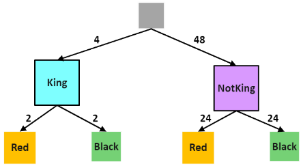 4 48
King NotKing
2 2 24 24
Red Black Red Black